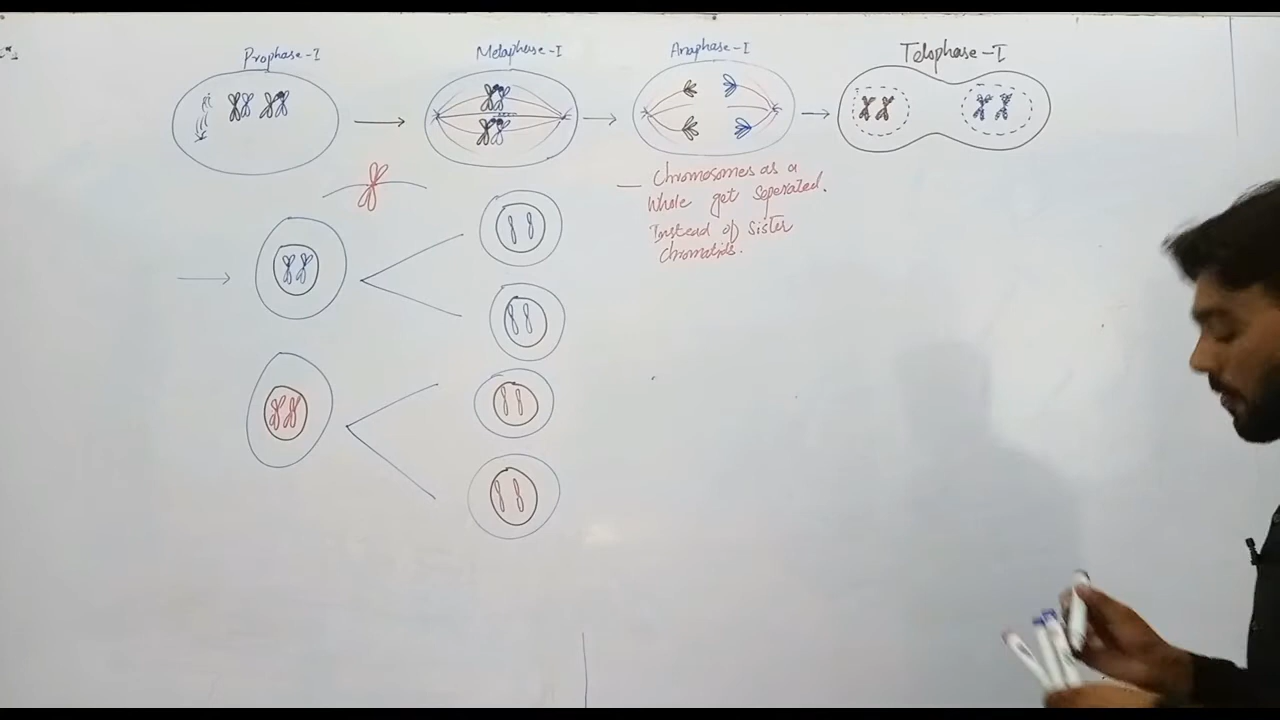 Prophase-I
Metaphase-I
Anaphase-I
Telophase-I
— Chromosomes as a
whole get seperated.
Instead of sister
chromatids.